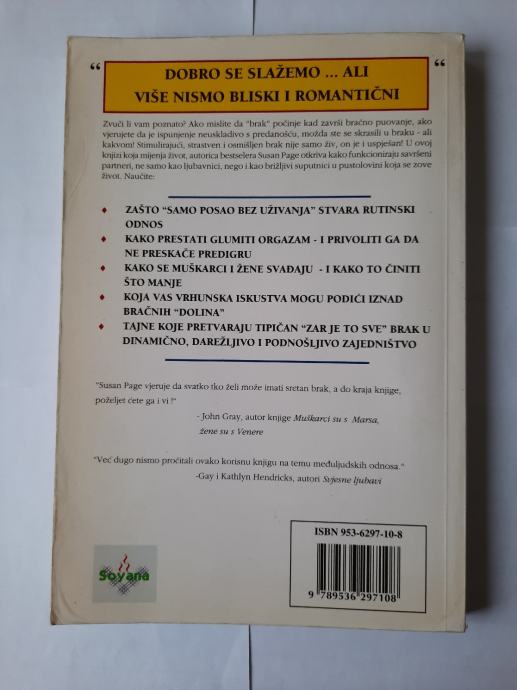 “ DOBRO SE SLAŽEMO ... ALI “
VIŠE NISMO BLISKI I ROMANTIČNI
Zvuči li vam poznato? Ako mislite da "brak" počinje kad završi bračno puovanje, ako
vjerujete da je ispunjenje neuskladivo s predanošću, možda ste se skrasili u braku - ali
kakvom! Stimulirajući, strastven i osmišljen brak nije samo živ, on je i uspješan! U ovoj
knjizi koja mijenja život, autorica bestselera Susan Page otkriva kako funkcioniraju savršeni
partneri, ne samo kao ljubavnici, nego i kao brižljivi suputnici u pustolovini koja se zove
život. Naučite:
♦ ZAŠTO “SAMO POSAO BEZ UŽIVANJA” STVARA RUTINSKI
ODNOS
♦ KAKO PRESTATI GLUMITI ORGAZAM - I PRIVOLITI GA DA
NE PRESKAČE PREDIGRU
♦ KAKO SE MUŠKARCI I ŽENE SVAĐAJU - I KAKO TO ČINITI
ŠTO MANJE
♦ KOJA VAS VRHUNSKA ISKUSTVA MOGU PODIĆI IZNAD
BRAČNIH “DOLINA”
♦ TAJNE KOJE PRETVARAJU TIPIČAN “ZAR JE TO SVE” BRAK U
DINAMIČNO, DAREŽLJIVO I PODNOŠLJIVO ZAJEDNIŠTVO
"Susan Page vjeruje da svatko tko želi može imati sretan brak, a do kraja knjige,
poželjet ćete ga i vi !"
- John Gray, autor knjige Muškarci su s Marsa,
žene su s Venere
"Već dugo nismo pročitali ovako korisnu knjigu na temu međuljudskih odnosa."
-Gay i Kathlyn Hendricks, autori Svjesne ljubavi
ISBN 953-6297-10-8
9 789536 297108
Soyana